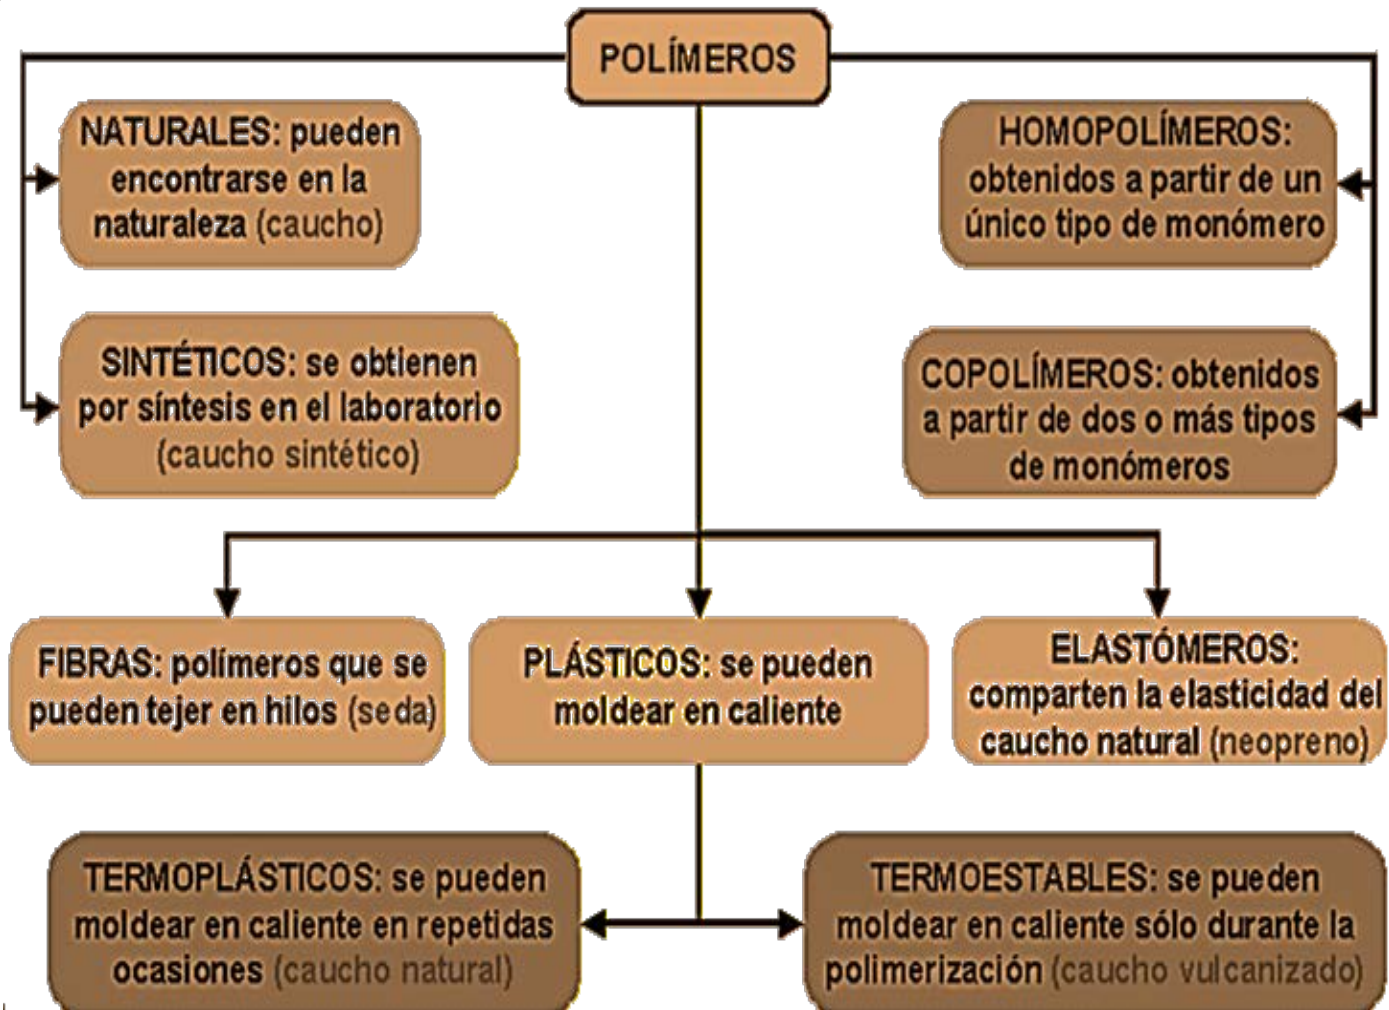 POLÍMEROS
NATURALES: pueden
encontrarse en la
naturaleza (caucho)
SINTÉTICOS: se obtienen
por síntesis en el laboratorio
(caucho sintético)
HOMOPOLÍMEROS:
obtenidos a partir de un
único tipo de monómero
COPOLÍMEROS: obtenidos
a partir de dos o más tipos
de monómeros
FIBRAS: polímeros que se
pueden tejer en hilos (seda)
PLÁSTICOS: se pueden
moldear en caliente
ELASTÓMEROS:
comparten la elasticidad del
caucho natural (neopreno)
TERMOPLÁSTICOS: se pueden
moldear en caliente en repetidas
ocasiones (caucho natural)
TERMOESTABLES: se pueden
moldear en caliente sólo durante la
polimerización (caucho vulcanizado)